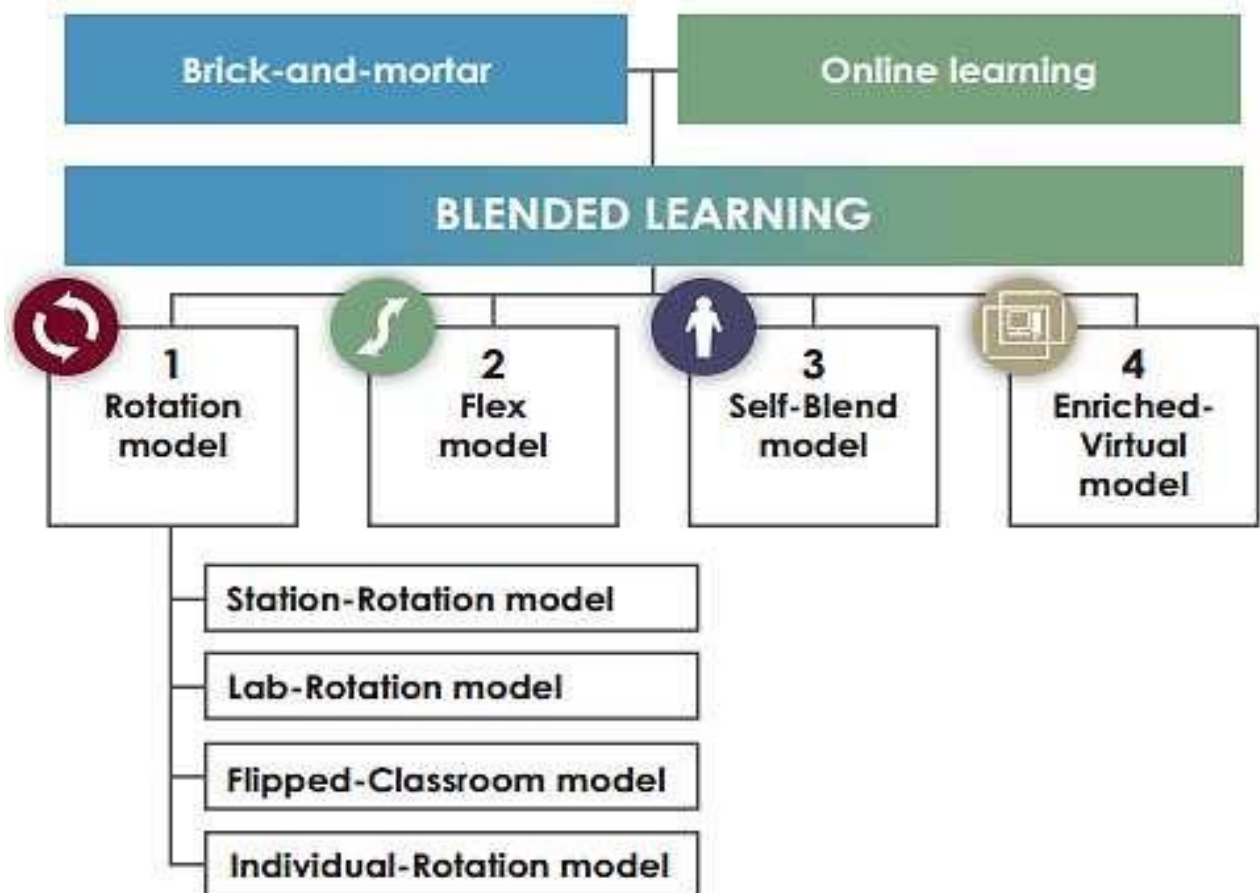 Brick-and-mortar
Online learning
BLENDED LEARNING
1
Rotation
model
2
Flex
model
3
Self-Blend
model
4
Enriched-
Virtual
model
Station-Rotation model
Lab-Rotation model
Flipped-Classroom model
Individual-Rotation model